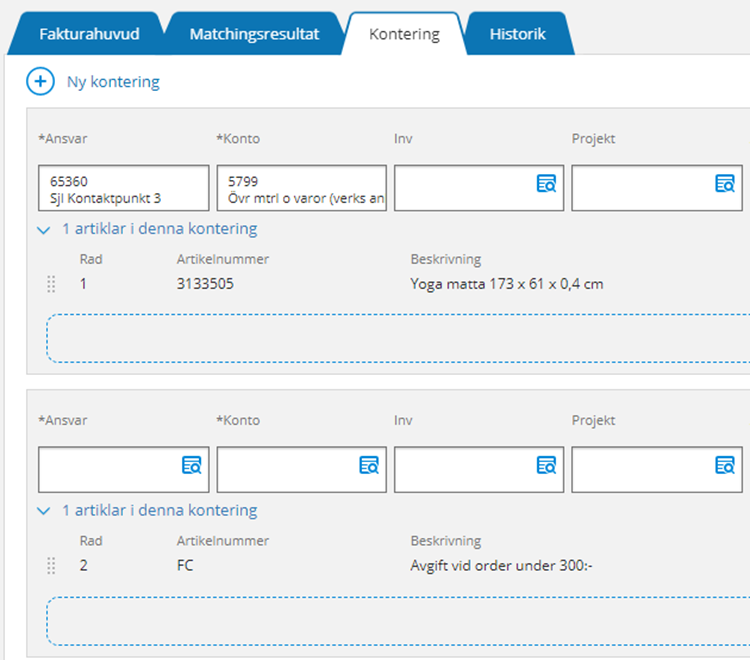 Fakturahuvud Matchingsresultat Kontering Historik
Ny kontering
*Ansvar *Konto Inv Projekt
65360 5799
Sjl Kontaktpunkt 3 Övr mtrl o varor (verks an
1 artiklar i denna kontering
Rad Artikelnummer Beskrivning
1 3133505 Yoga matta 173 x 61 x 0,4 cm
*Ansvar *Konto Inv Projekt
1 artiklar i denna kontering
Rad Artikelnummer Beskrivning
2 FC Avgift vid order under 300:-